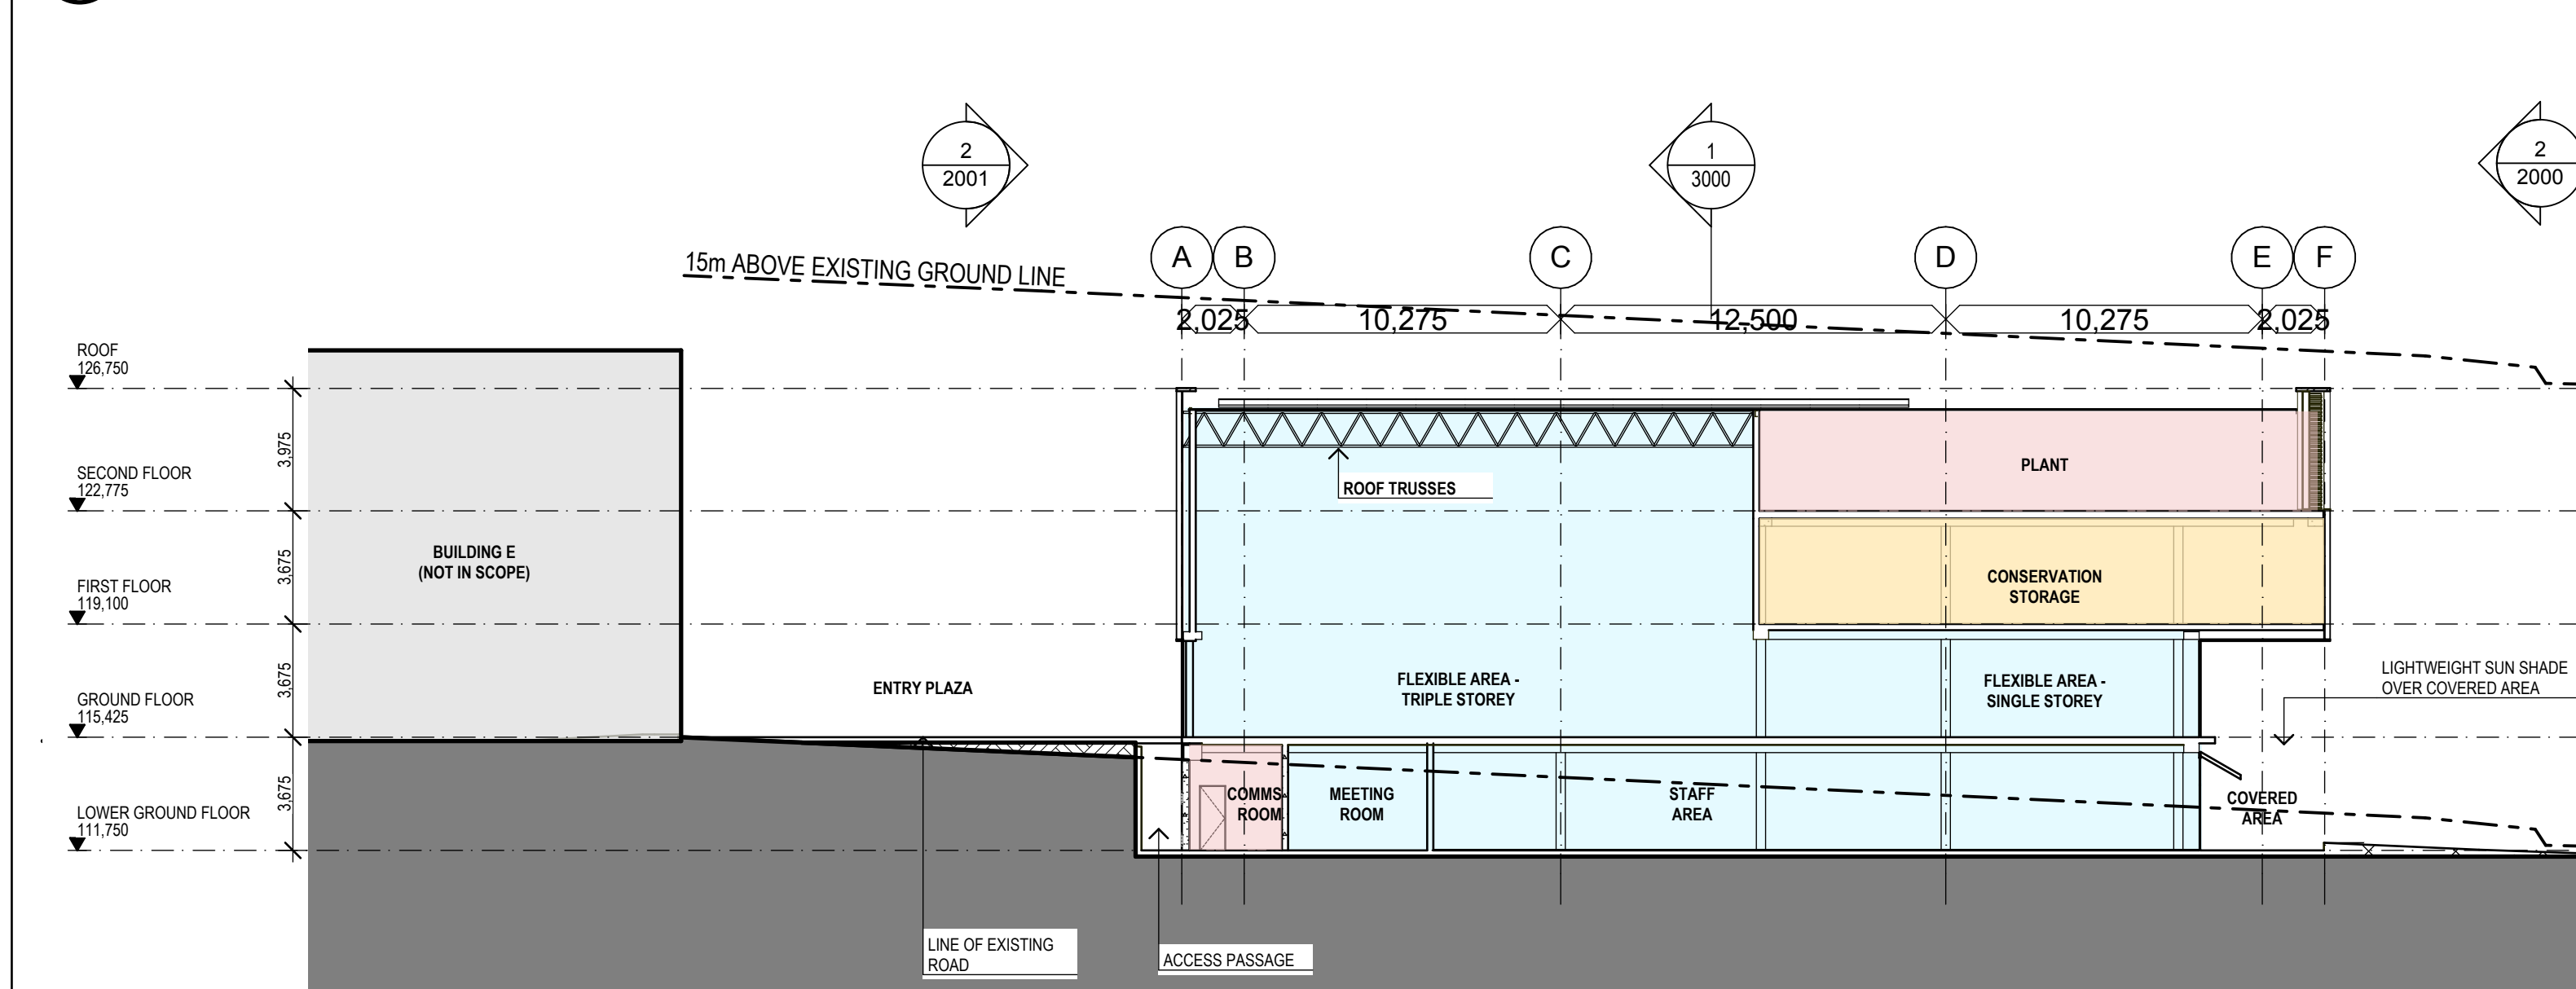 2
2001
1
3000
2
2000
A
B
C
D
E
F
15m ABOVE EXISTING GROUND LINE
2,025
10,275
12,500
10,275
2,025
ROOF
126,750
3,975
SECOND FLOOR
122,775
PLANT
ROOF TRUSSES
3,675
BUILDING E
(NOT IN SCOPE)
FIRST FLOOR
119,100
CONSERVATION
STORAGE
3,675
GROUND FLOOR
115,425
ENTRY PLAZA
FLEXIBLE AREA -
TRIPLE STOREY
FLEXIBLE AREA -
SINGLE STOREY
LIGHTWEIGHT SUN SHADE
OVER COVERED AREA
3,675
LOWER GROUND FLOOR
111,750
COMMS
ROOM
MEETING
ROOM
STAFF
AREA
COVERED
AREA
LINE OF EXISTING
ROAD
ACCESS PASSAGE